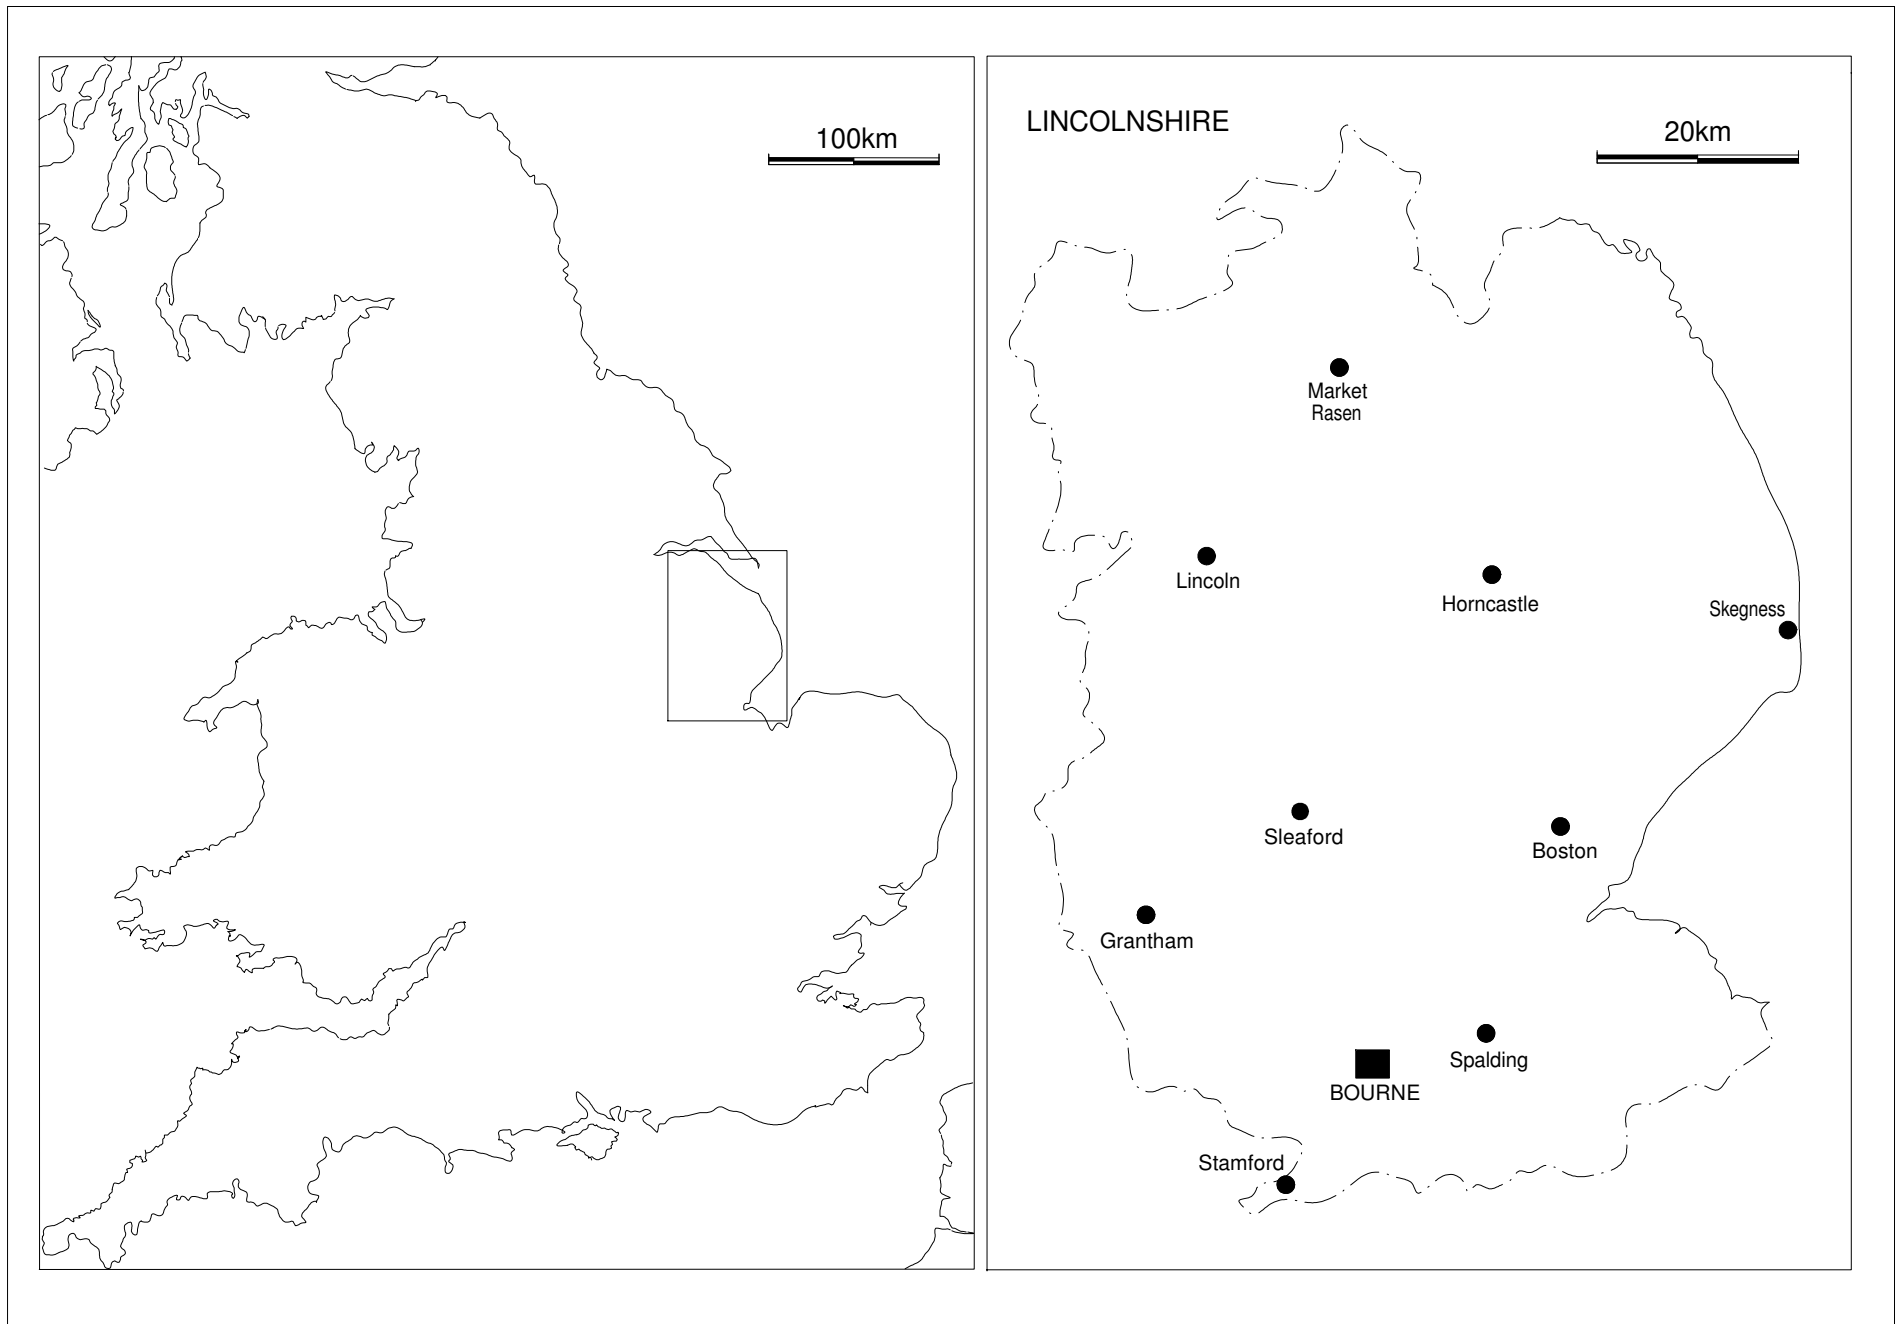 100km
LINCOLNSHIRE
20km
Market
Rasen
Lincoln
Horncastle
Skegness
Sleaford
Boston
Grantham
Spalding
BOURNE
Stamford